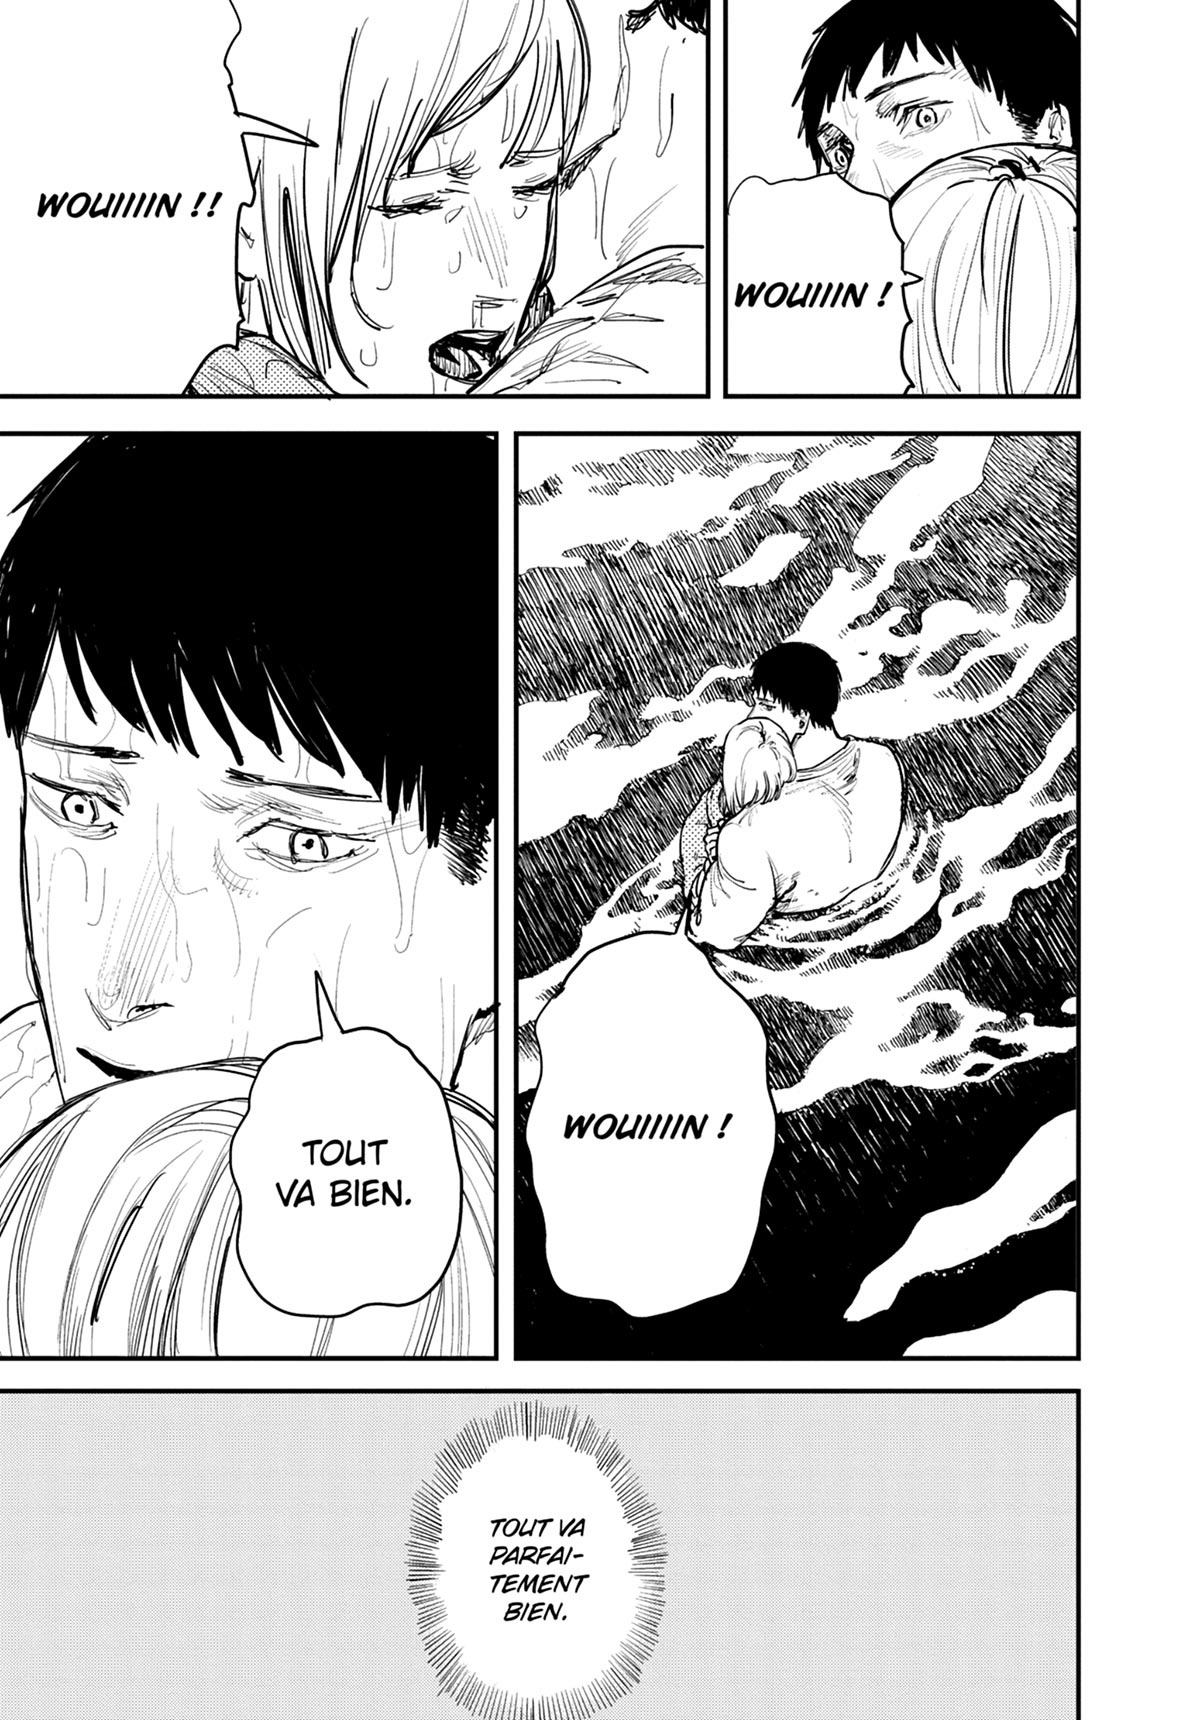 WOUIIIN !
WOUIIIIN !!
WOUIIIIN !
TOUT
VA BIEN.
TOUT VA
PARFAI-
TEMENT
BIEN.